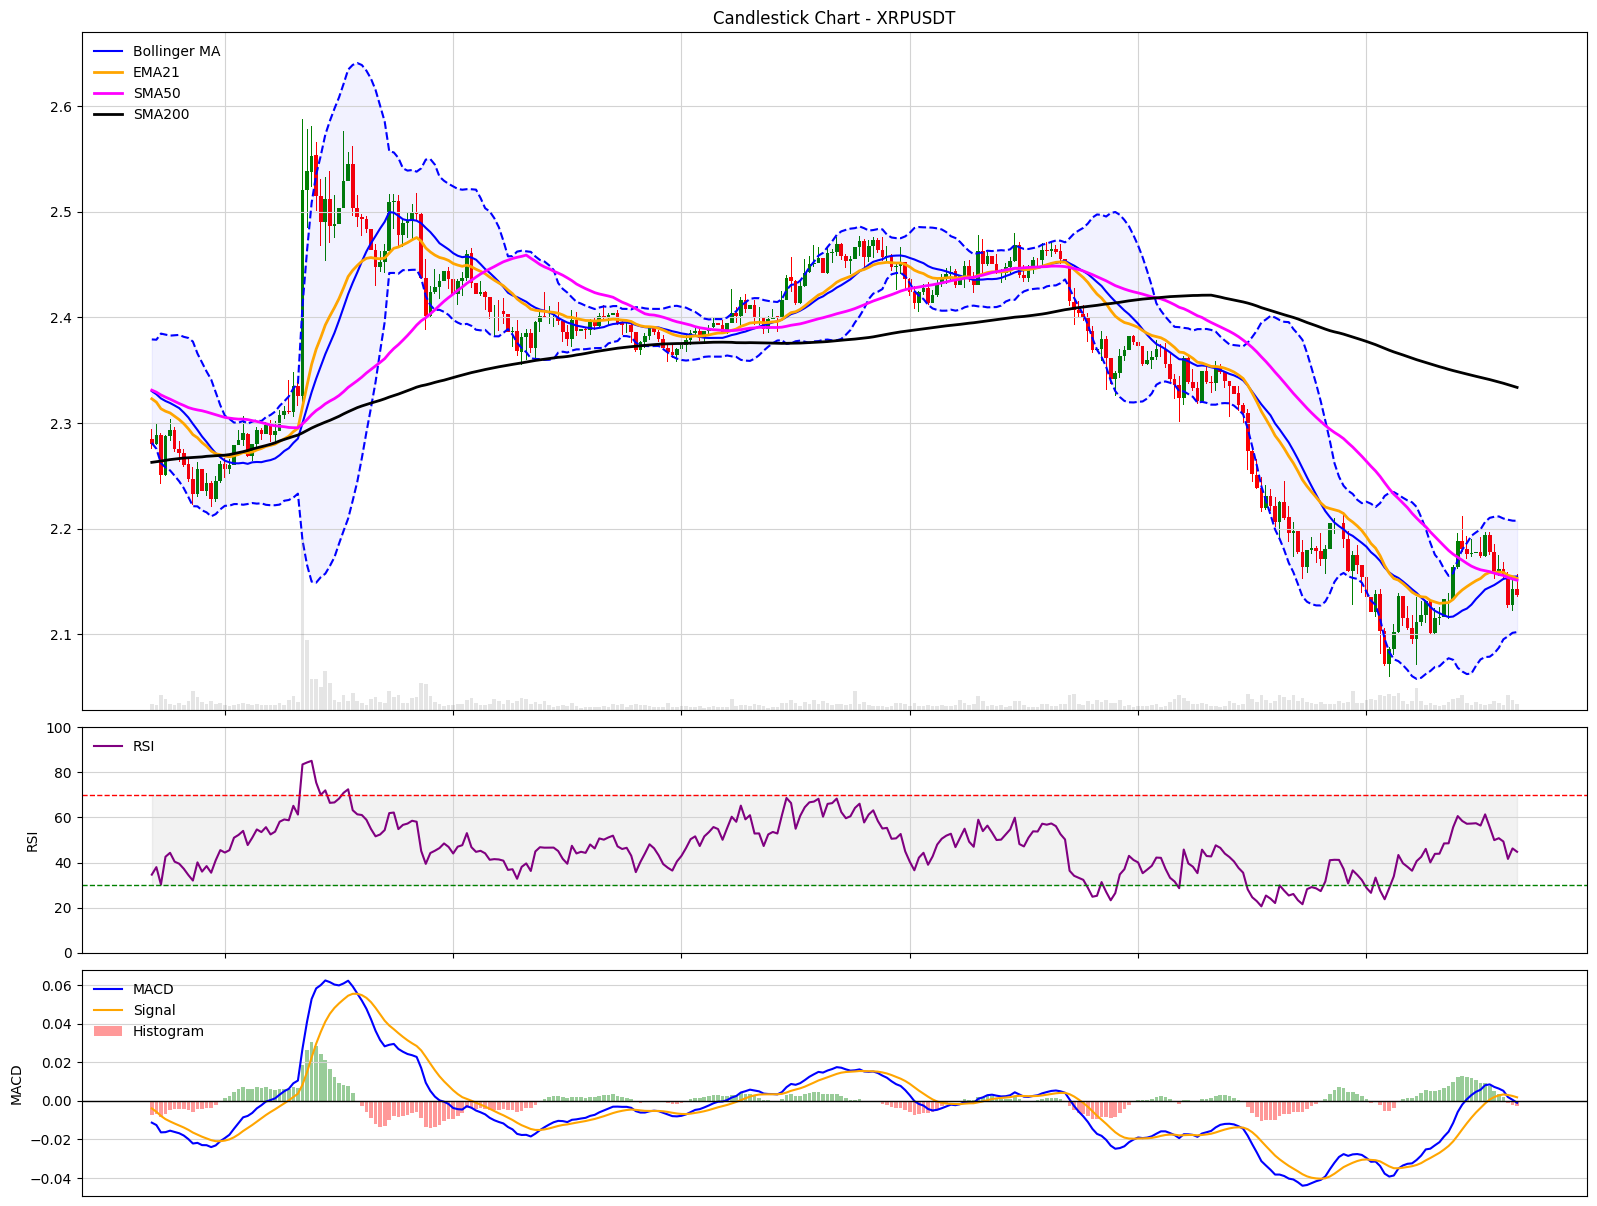 Candlestick Chart - XRPUSDT
Bollinger MA
EMA21
SMA50
SMA200
2.6
2.5
2.4
2.3
2.2
2.1
RSI
100
80
60
40
20
0
RSI
MACD
Signal
Histogram
0.06
0.04
0.02
0.00
−0.02
−0.04
MACD